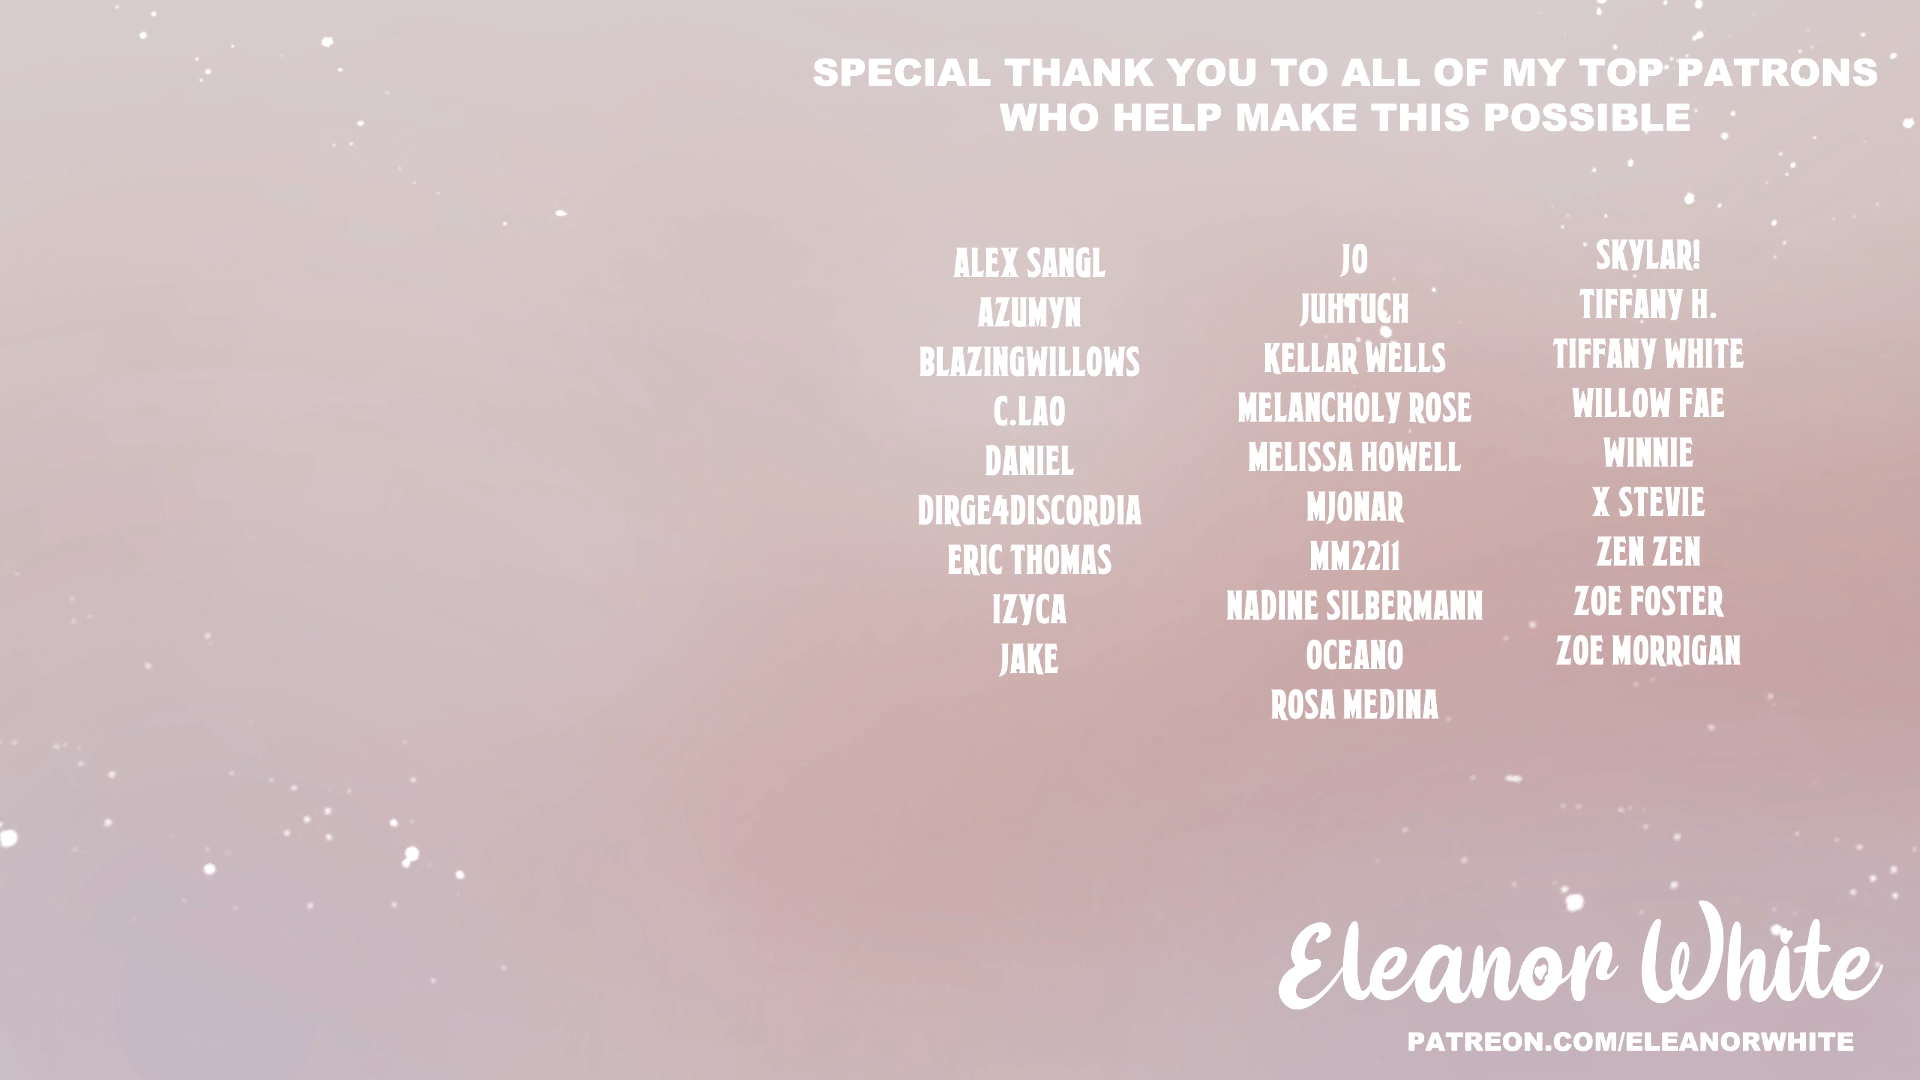 SPECIAL THANK YOU TO ALL OF MY TOP PATRONS
WHO HELP MAKE THIS POSSIBLE
ALEX SANGL
AZUMYN
BLAZINGWILLOWS
C.LAO
DANIEL
DIRGE4DISCORDIA
ERIC THOMAS
IZYCA
JAKE
JO
JUHTUCH
KELLAR WELLS
MELANCHOLY ROSE
MELISSA HOWELL
MJONAR
MM2211
NADINE SILBERMANN
OCEANO
ROSA MEDINA
SKYLAR!
TIFFANY H.
TIFFANY WHITE
WILLOW FAE
WINNIE
X STEVIE
ZEN ZEN
ZOE FOSTER
ZOE MORRIGAN
Eleanor White
PATREON.COM/ELEANORWHITE